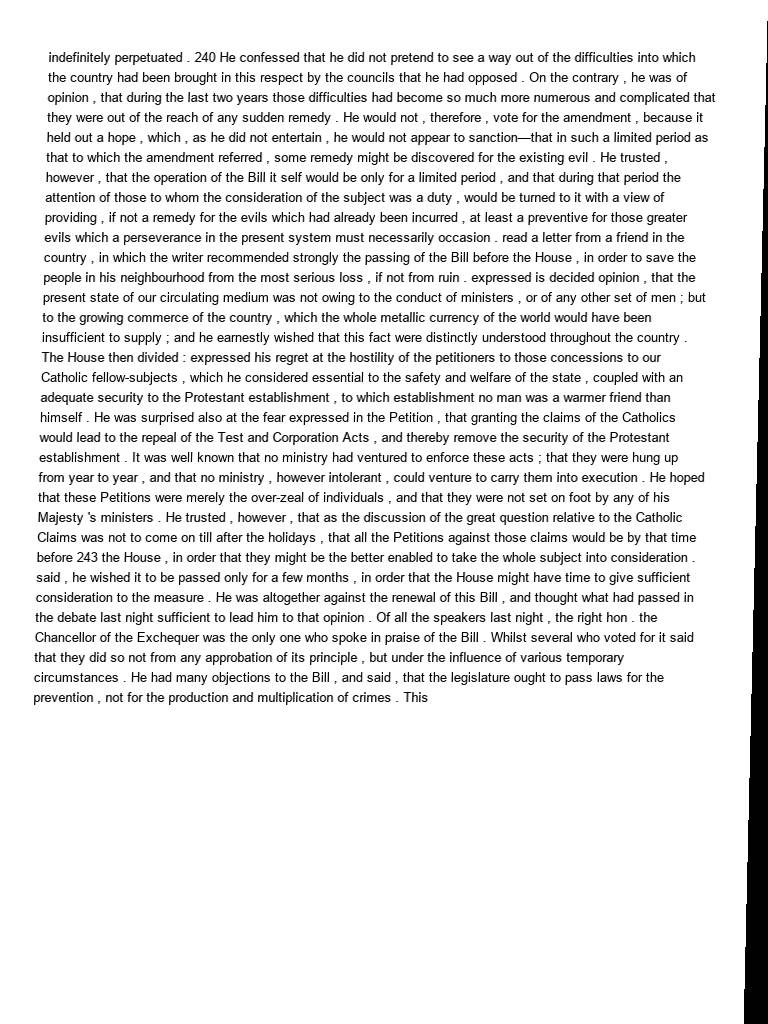 indefinitely perpetuated . 240 He confessed that he did not pretend to see a way out of the difficulties into which
the country had been brought in this respect by the councils that he had opposed . On the contrary , he was of
opinion , that during the last two years those difficulties had become so much more numerous and complicated that
they were out of the reach of any sudden remedy . He would not , therefore , vote for the amendment , because it
held out a hope , which , as he did not entertain , he would not appear to sanction—that in such a limited period as
that to which the amendment referred , some remedy might be discovered for the existing evil . He trusted ,
however , that the operation of the Bill it self would be only for a limited period , and that during that period the
attention of those to whom the consideration of the subject was a duty , would be turned to it with a view of
providing , if not a remedy for the evils which had already been incurred , at least a preventive for those greater
evils which a perseverance in the present system must necessarily occasion . read a letter from a friend in the
country , in which the writer recommended strongly the passing of the Bill before the House , in order to save the
people in his neighbourhood from the most serious loss , if not from ruin . expressed is decided opinion , that the
present state of our circulating medium was not owing to the conduct of ministers , or of any other set of men ; but
to the growing commerce of the country , which the whole metallic currency of the world would have been
insufficient to supply ; and he earnestly wished that this fact were distinctly understood throughout the country .
The House then divided : expressed his regret at the hostility of the petitioners to those concessions to our
Catholic fellow-subjects , which he considered essential to the safety and welfare of the state , coupled with an
adequate security to the Protestant establishment , to which establishment no man was a warmer friend than
himself . He was surprised also at the fear expressed in the Petition , that granting the claims of the Catholics
would lead to the repeal of the Test and Corporation Acts , and thereby remove the security of the Protestant
establishment . It was well known that no ministry had ventured to enforce these acts ; that they were hung up
from year to year , and that no ministry , however intolerant , could venture to carry them into execution . He hoped
that these Petitions were merely the over-zeal of individuals , and that they were not set on foot by any of his
Majesty 's ministers . He trusted , however , that as the discussion of the great question relative to the Catholic
Claims was not to come on till after the holidays , that all the Petitions against those claims would be by that time
before 243 the House , in order that they might be the better enabled to take the whole subject into consideration .
said , he wished it to be passed only for a few months , in order that the House might have time to give sufficient
consideration to the measure . He was altogether against the renewal of this Bill , and thought what had passed in
the debate last night sufficient to lead him to that opinion . Of all the speakers last night , the right hon . the
Chancellor of the Exchequer was the only one who spoke in praise of the Bill . Whilst several who voted for it said
that they did so not from any approbation of its principle , but under the influence of various temporary
circumstances . He had many objections to the Bill , and said , that the legislature ought to pass laws for the
prevention , not for the production and multiplication of crimes . This